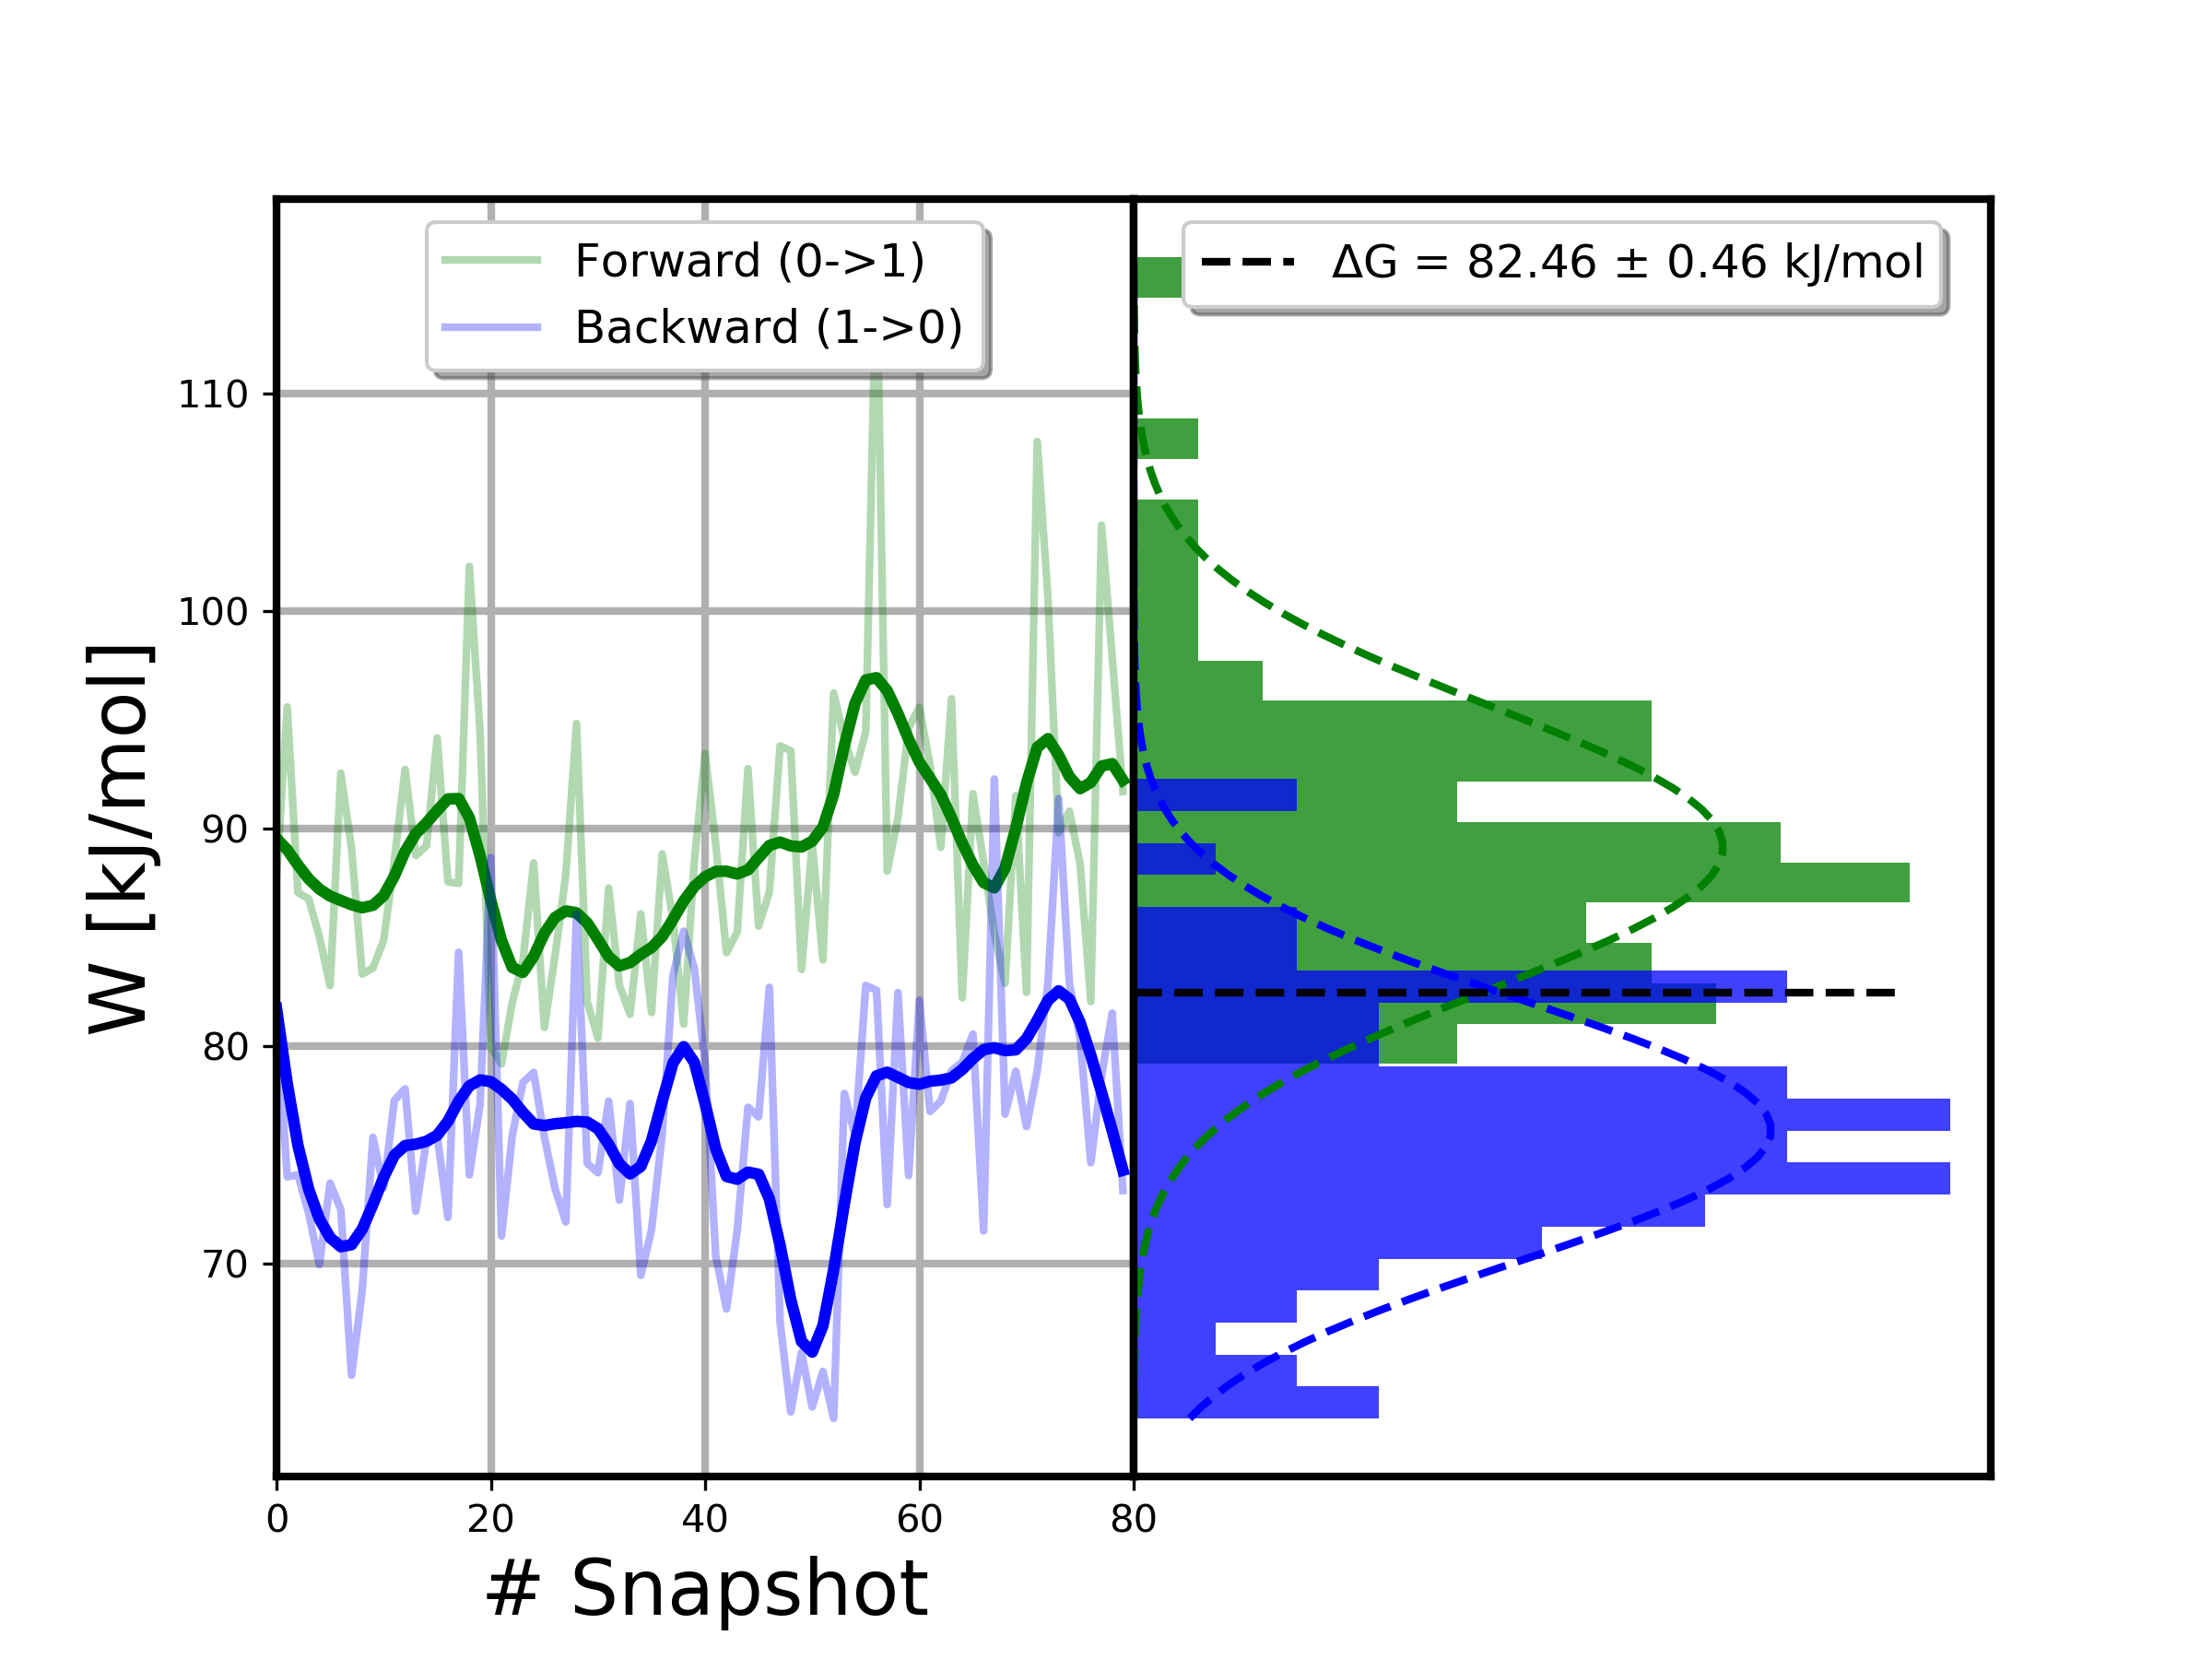 Forward (0->1)
Backward (1->0)
ΔG = 82.46 ± 0.46 kJ/mol
W [kJ/mol]
110
100
90
80
70
0 20 40 60 80
# Snapshot